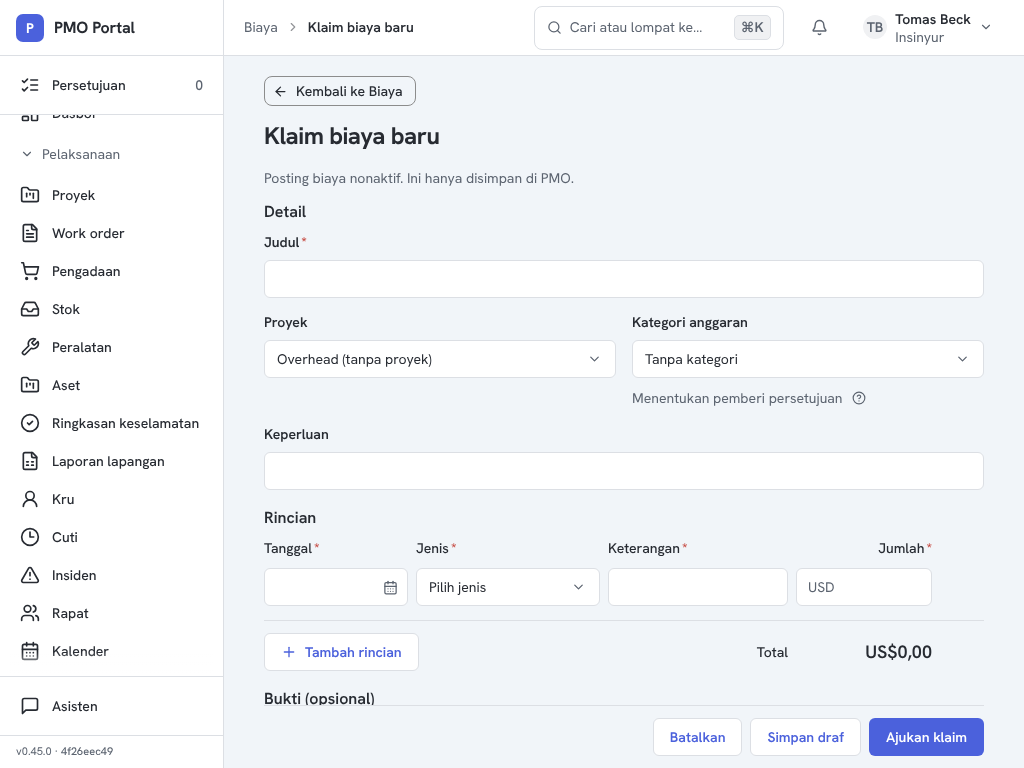 P PMO Portal
Biaya > Klaim biaya baru
Cari atau lompat ke... ⌘K
TB Tomas Beck
Insinyur
Persetujuan 0
Dasbor
Pelaksanaan
Proyek
Work order
Pengadaan
Stok
Peralatan
Aset
Ringkasan keselamatan
Laporan lapangan
Kru
Cuti
Insiden
Rapat
Kalender
Asisten
v0.45.0 · 4f26eec49
Kembali ke Biaya
Klaim biaya baru
Posting biaya nonaktif. Ini hanya disimpan di PMO.
Detail
Judul *
Proyek Kategori anggaran
Overhead (tanpa proyek) Tanpa kategori
Menentukan pemberi persetujuan
Keperluan
Rincian
Tanggal * Jenis * Keterangan * Jumlah *
Pilih jenis USD
+ Tambah rincian Total US$0,00
Bukti (opsional)
Batalkan Simpan draf Ajukan klaim